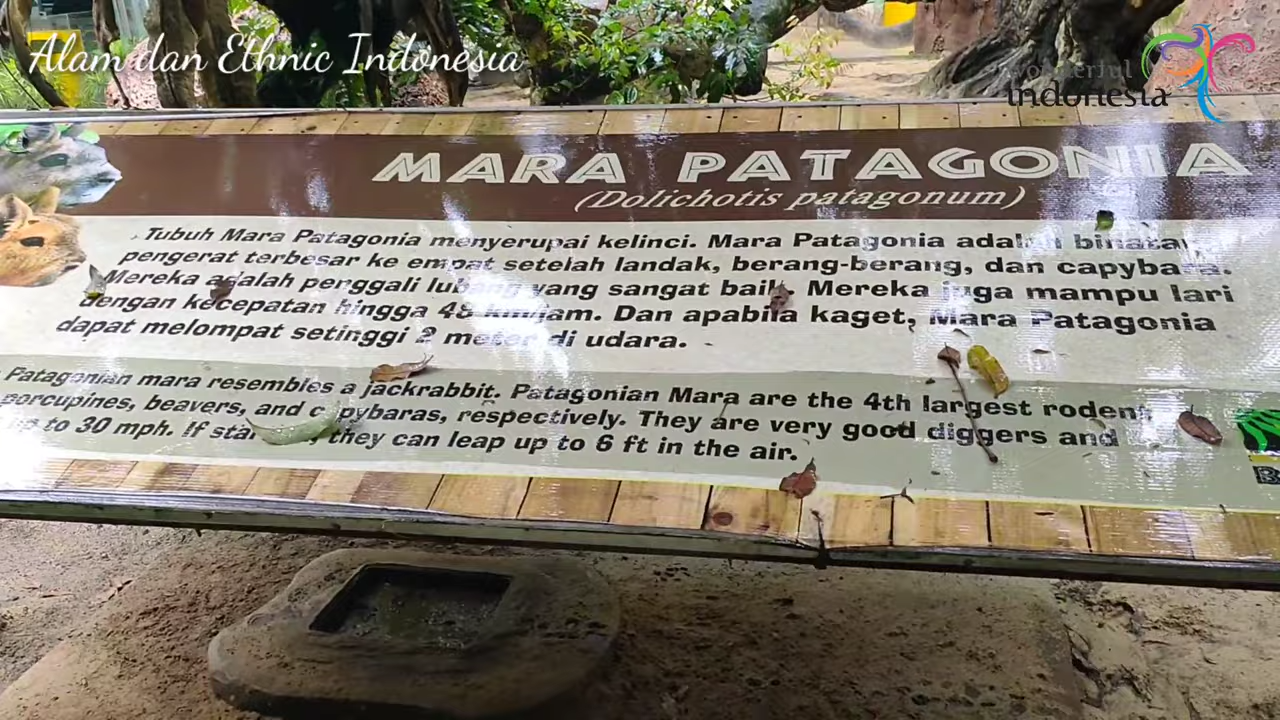 Alam dan Ethnic Indonesia
wonderful
indonesia
MARA PATAGONIA
(Dolichotis patagonum)
Tubuh Mara Patagonia menyerupai kelinci. Mara Patagonia adalah binatang
pengerat terbesar ke empat setelah landak, berang-berang, dan capybara.
Mereka adalah penggali lubang yang sangat baik. Mereka juga mampu lari
dengan kecepatan hingga 48 km/jam. Dan apabila kaget, Mara Patagonia
dapat melompat setinggi 2 meter di udara.
Patagonian mara resembles a jackrabbit. Patagonian Mara are the 4th largest rodent
porcupines, beavers, and capybaras, respectively. They are very good diggers and
up to 30 mph. If they can leap up to 6 ft in the air.